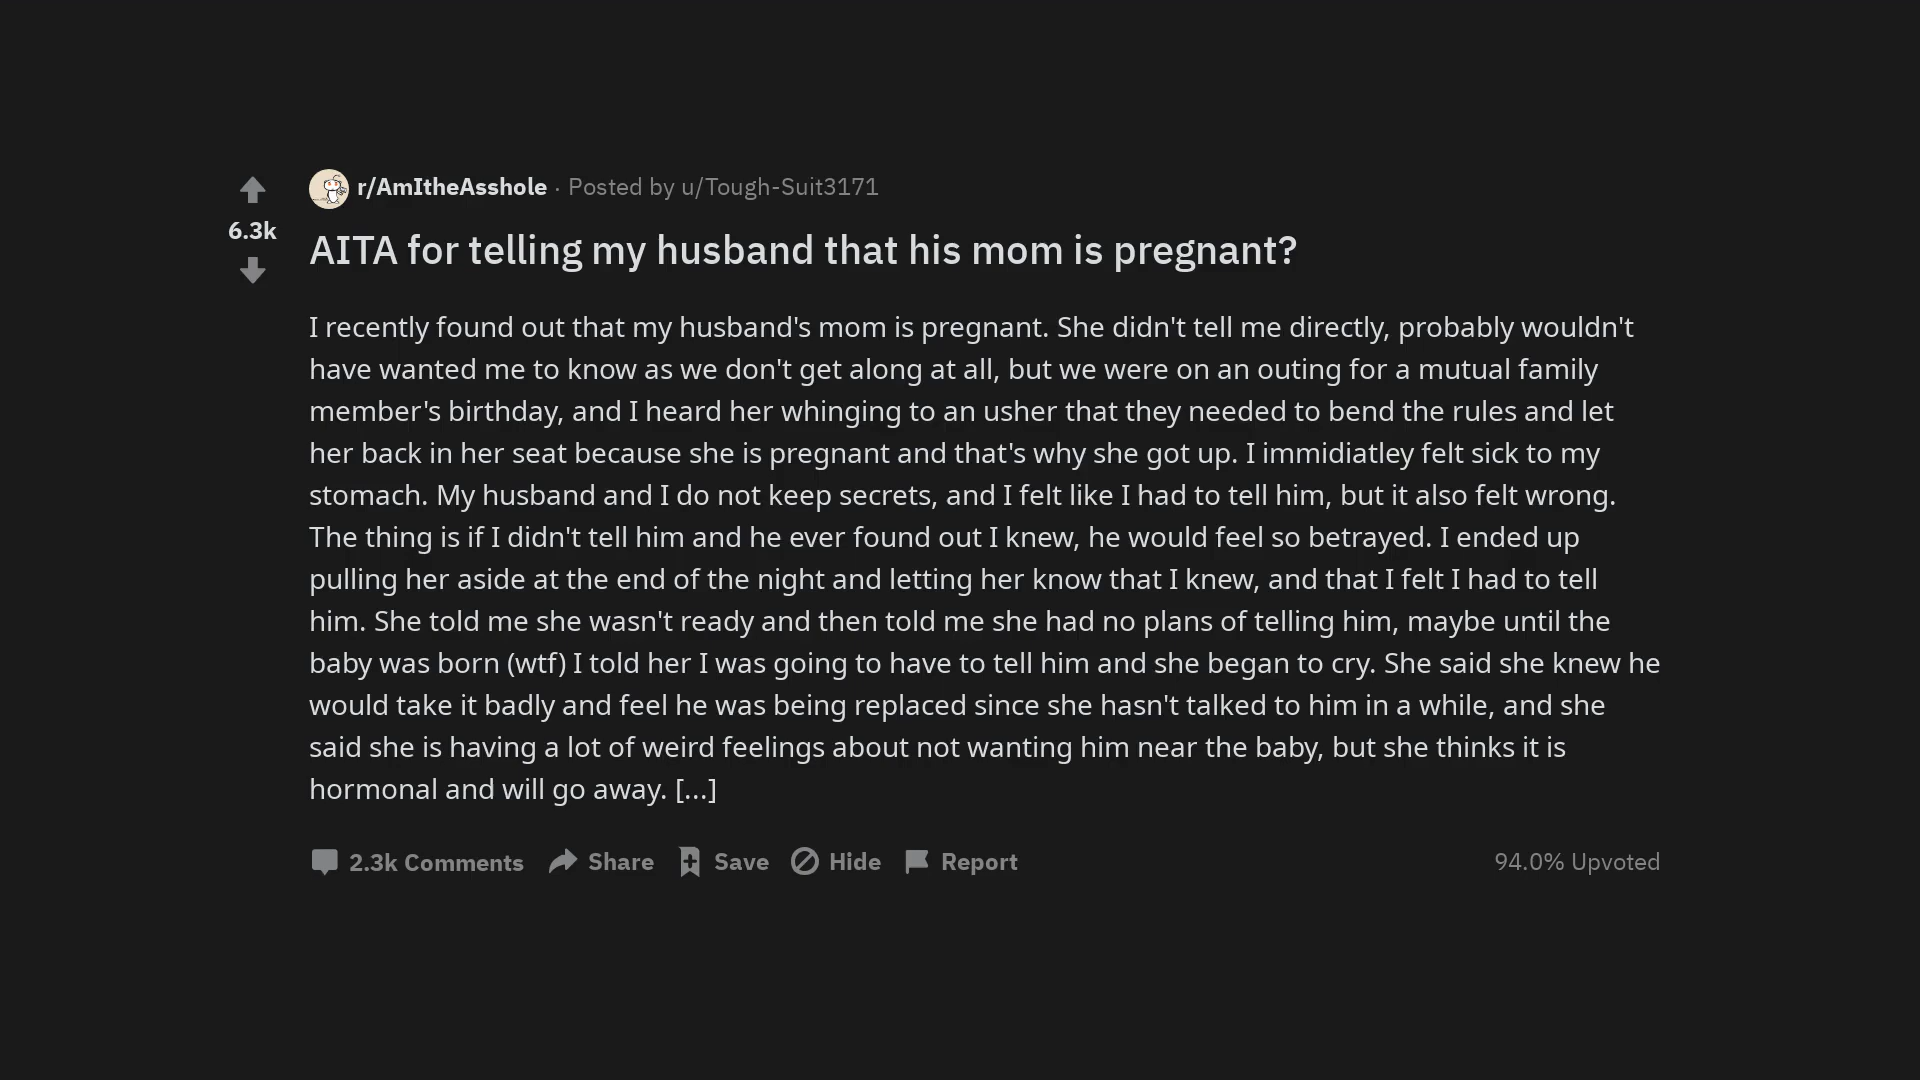 r/AmItheAsshole · Posted by u/Tough-Suit3171
6.3k
AITA for telling my husband that his mom is pregnant?
I recently found out that my husband's mom is pregnant. She didn't tell me directly, probably wouldn't
have wanted me to know as we don't get along at all, but we were on an outing for a mutual family
member's birthday, and I heard her whinging to an usher that they needed to bend the rules and let
her back in her seat because she is pregnant and that's why she got up. I immidiatley felt sick to my
stomach. My husband and I do not keep secrets, and I felt like I had to tell him, but it also felt wrong.
The thing is if I didn't tell him and he ever found out I knew, he would feel so betrayed. I ended up
pulling her aside at the end of the night and letting her know that I knew, and that I felt I had to tell
him. She told me she wasn't ready and then told me she had no plans of telling him, maybe until the
baby was born (wtf) I told her I was going to have to tell him and she began to cry. She said she knew he
would take it badly and feel he was being replaced since she hasn't talked to him in a while, and she
said she is having a lot of weird feelings about not wanting him near the baby, but she thinks it is
hormonal and will go away. [...]
2.3k Comments Share Save Hide Report 94.0% Upvoted